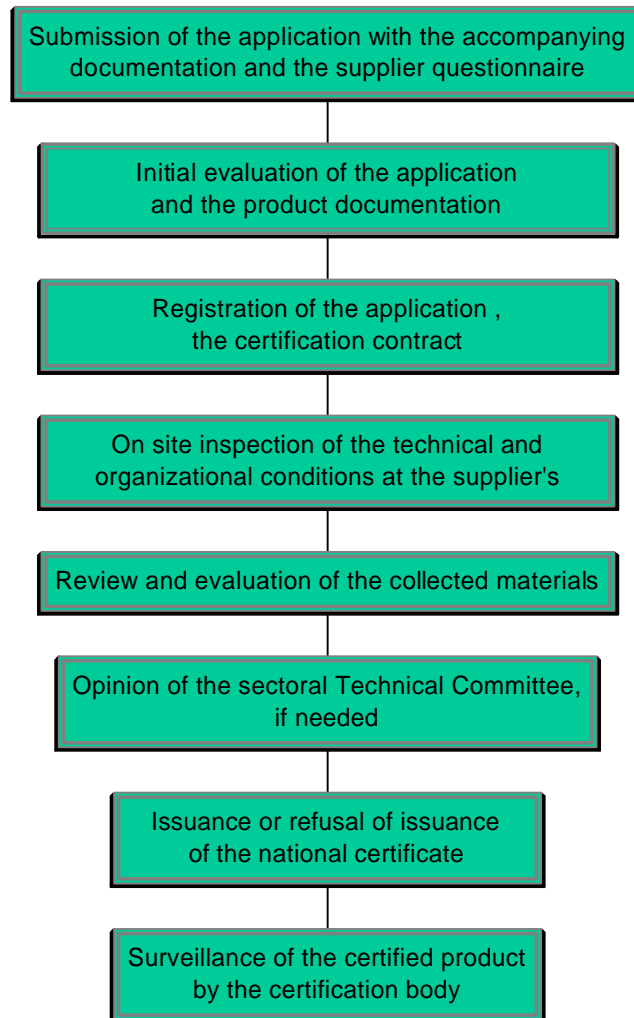 Submission of the application with the accompanying
documentation and the supplier questionnaire
Initial evaluation of the application
and the product documentation
Registration of the application ,
the certification contract
On site inspection of the technical and
organizational conditions at the supplier's
Review and evaluation of the collected materials
Opinion of the sectoral Technical Committee,
if needed
Issuance or refusal of issuance
of the national certificate
Surveillance of the certified product
by the certification body